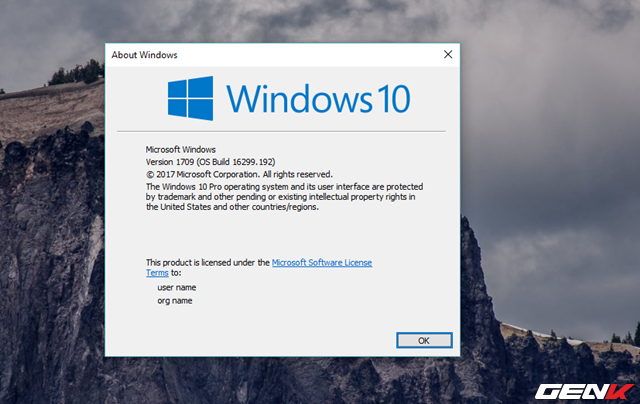 About Windows
Windows 10
Microsoft Windows
Version 1709 (OS Build 16299.192)
© 2017 Microsoft Corporation. All rights reserved.
The Windows 10 Pro operating system and its user interface are protected
by trademark and other pending or existing intellectual property rights in
the United States and other countries/regions.
This product is licensed under the Microsoft Software License
Terms to:
user name
org name
OK
GENK